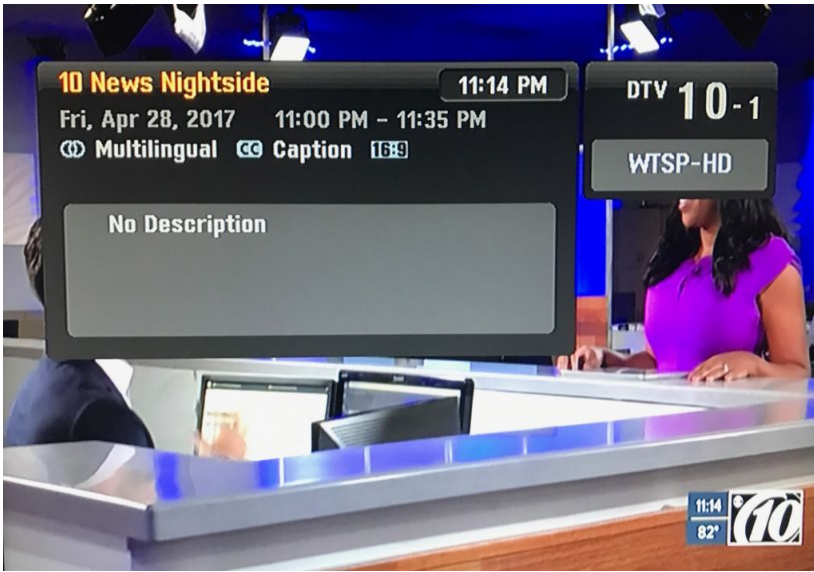 10 News Nightside
11:14 PM
Fri, Apr 28, 2017 11:00 PM - 11:35 PM
Multilingual CC Caption 16:9
No Description
DTV 10-1
WTSP-HD
11:14
82°
10